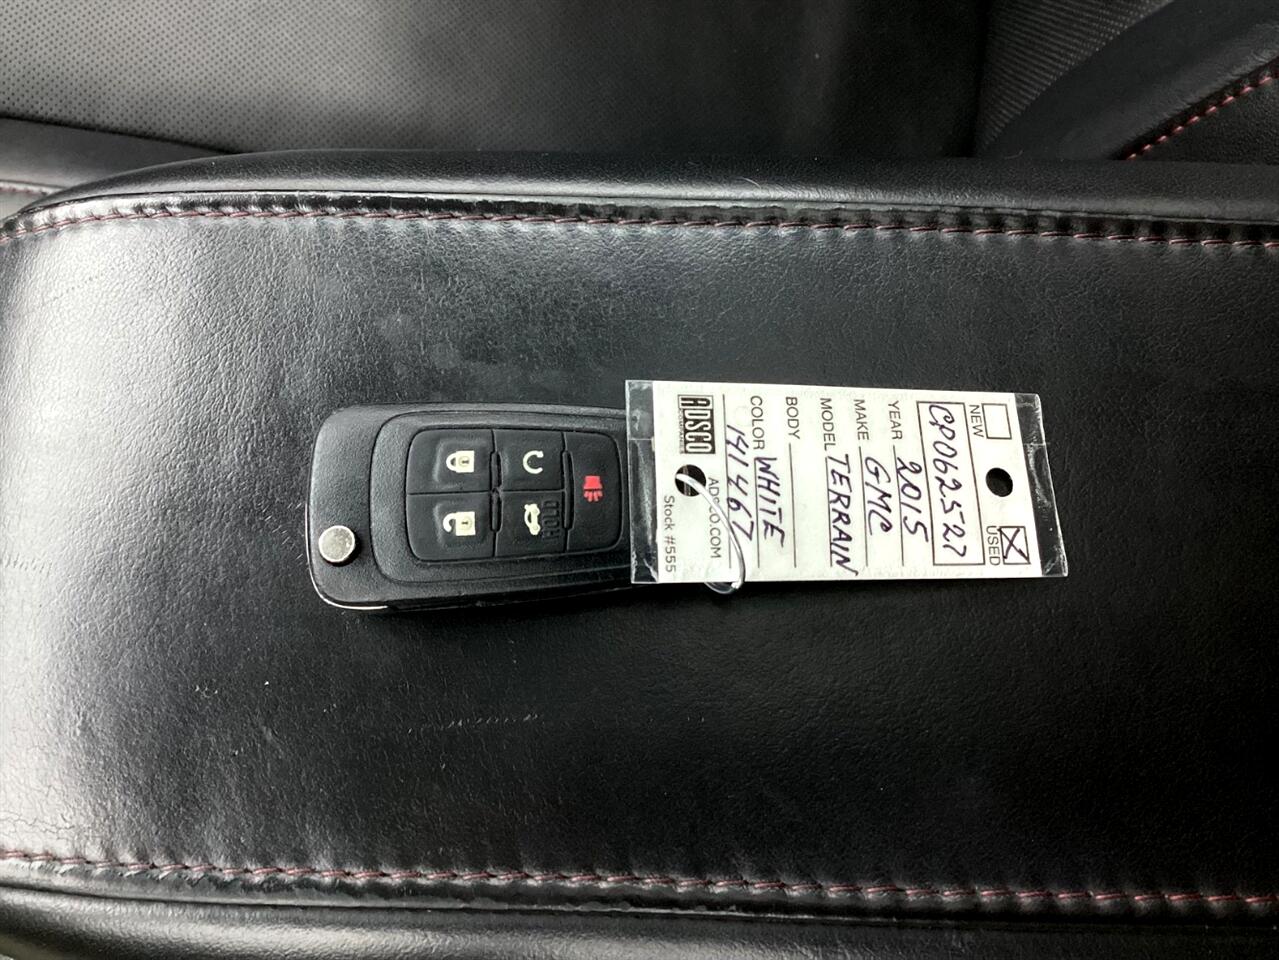 NEW USED
CP062527
YEAR 2015
MAKE GMC
MODEL TERRAIN
BODY
COLOR WHITE
141467
ADSCO
COMPANIES
ADSCO.COM
Stock #555
HOLD